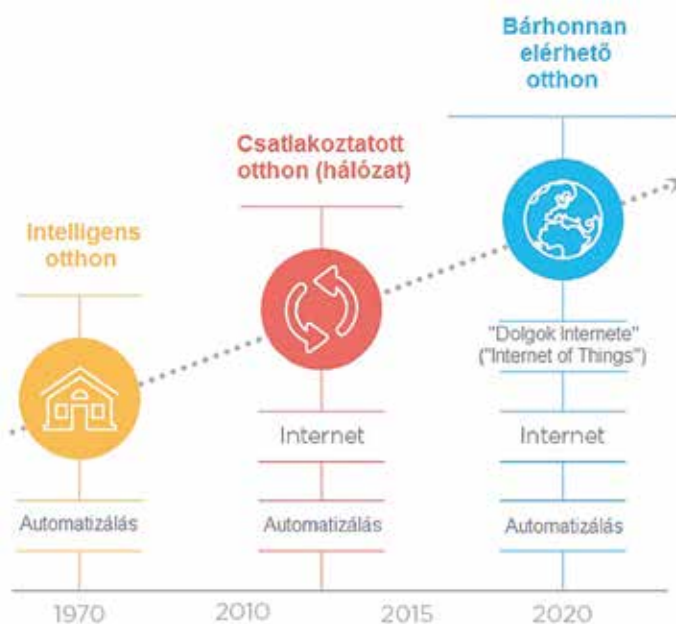 Bárhonnan
elérhető
otthon
Csatlakoztatott
otthon (hálózat)
Intelligens
otthon
"Dolgok Internete"
("Internet of Things")
Internet
Internet
Automatizálás
Automatizálás
Automatizálás
1970
2010
2015
2020